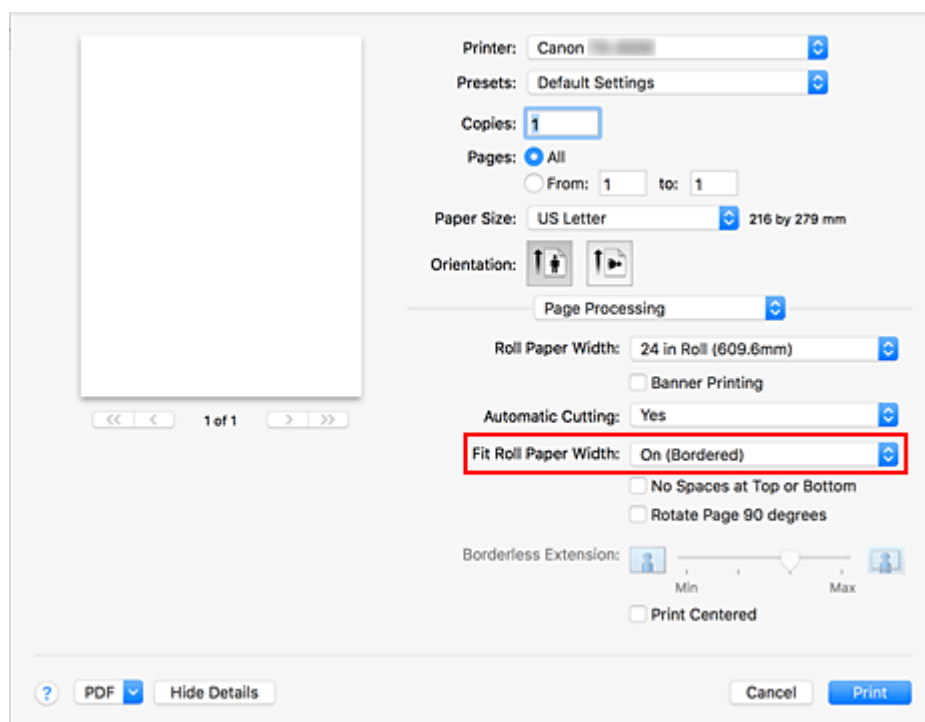 Printer: Canon
Presets: Default Settings
Copies: 1
Pages: All
From: 1 to: 1
Paper Size: US Letter 216 by 279 mm
Orientation:
Page Processing
Roll Paper Width: 24 in Roll (609.6mm)
Banner Printing
<< < 1 of 1 > >>
Automatic Cutting: Yes
Fit Roll Paper Width: On (Bordered)
No Spaces at Top or Bottom
Rotate Page 90 degrees
Borderless Extension:
Min Max
Print Centered
? PDF Hide Details Cancel Print